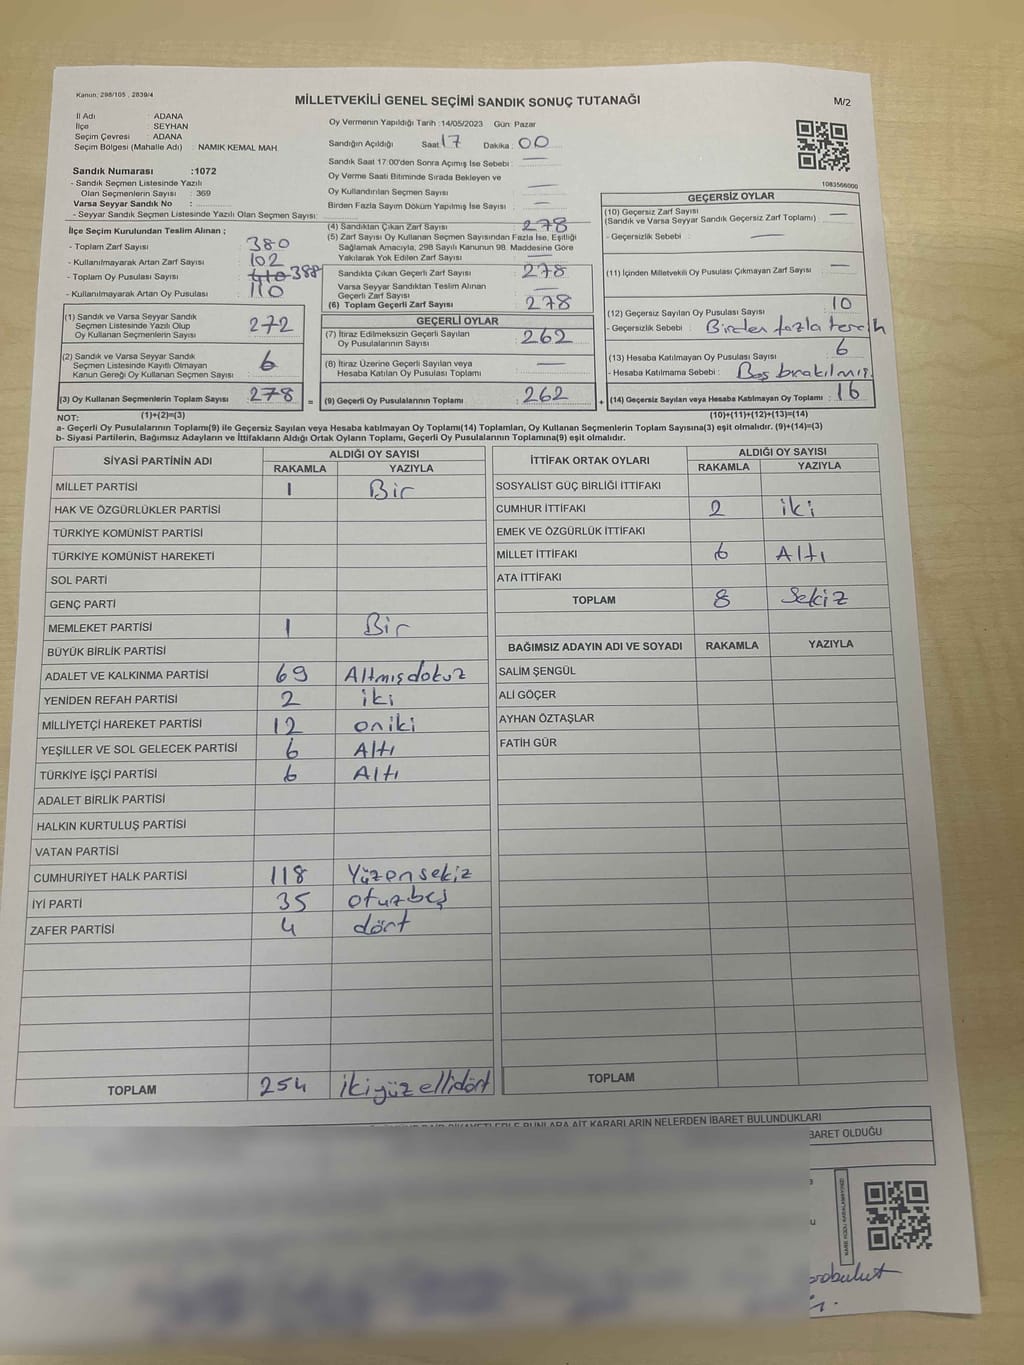 Kanun; 298/105 , 2839/4
MİLLETVEKİLİ GENEL SEÇİMİ SANDIK SONUÇ TUTANAĞI
M/2
İl Adı : ADANA
İlçe : SEYHAN
Seçim Çevresi : ADANA
Seçim Bölgesi (Mahalle Adı) : NAMIK KEMAL MAH.
Sandık Numarası :1072
- Sandık Seçmen Listesinde Yazılı
Olan Seçmenlerin Sayısı : 369
Varsa Seyyar Sandık No :
- Seyyar Sandık Seçmen Listesinde Yazılı Olan Seçmen Sayısı:
Oy Vermenin Yapıldığı Tarih :14/05/2023 Gün: Pazar
Sandığın Açıldığı Saat: 17 Dakika: 00
Sandık Saat 17:00'den Sonra Açılmış İse Sebebi : —
Oy Verme Saati Bitiminde Sırada Bekleyen ve
Oy Kullandırılan Seçmen Sayısı —
Birden Fazla Sayım Döküm Yapılmış İse Sayısı : —
1083566000
İlçe Seçim Kurulundan Teslim Alınan ;
- Toplam Zarf Sayısı 380
- Kullanılmayarak Artan Zarf Sayısı 102
- Toplam Oy Pusulası Sayısı 388
- Kullanılmayarak Artan Oy Pusulası 110
(1) Sandık ve Varsa Seyyar Sandık
Seçmen Listesinde Yazılı Olup
Oy Kullanan Seçmenlerin Sayısı 272
(2) Sandık ve Varsa Seyyar Sandık
Seçmen Listesinde Kayıtlı Olmayan
Kanun Gereği Oy Kullanan Seçmen Sayısı 6
(3) Oy Kullanan Seçmenlerin Toplam Sayısı 278
(4) Sandıktan Çıkan Zarf Sayısı 278
(5) Zarf Sayısı Oy Kullanan Seçmen Sayısından Fazla İse, Eşitliği
Sağlamak Amacıyla, 298 Sayılı Kanunun 98. Maddesine Göre
Yakılarak Yok Edilen Zarf Sayısı —
Sandıkta Çıkan Geçerli Zarf Sayısı 278
Varsa Seyyar Sandıktan Teslim Alınan
Geçerli Zarf Sayısı —
(6) Toplam Geçerli Zarf Sayısı 278
GEÇERLİ OYLAR
(7) İtiraz Edilmeksizin Geçerli Sayılan
Oy Pusulalarının Sayısı: 262
(8) İtiraz Üzerine Geçerli Sayılan veya
Hesaba Katılan Oy Pusulası Toplamı —
= (9) Geçerli Oy Pusulalarının Toplamı 262
GEÇERSİZ OYLAR
(10) Geçersiz Zarf Sayısı —
(Sandık ve Varsa Seyyar Sandık Geçersiz Zarf Toplamı)
- Geçersizlik Sebebi : —
(11) İçinden Milletvekili Oy Pusulası Çıkmayan Zarf Sayısı —
(12) Geçersiz Sayılan Oy Pusulası Sayısı 10
- Geçersizlik Sebebi : Birden fazla tercih
(13) Hesaba Katılmayan Oy Pusulası Sayısı 6
- Hesaba Katılmama Sebebi : Boş bırakılmış.
+ (14) Geçersiz Sayılan veya Hesaba Katılmayan Oy Toplamı : 16
NOT: (1)+(2)=(3) (10)+(11)+(12)+(13)=(14)
a- Geçerli Oy Pusulalarının Toplamı(9) ile Geçersiz Sayılan veya Hesaba katılmayan Oy Toplamı(14) Toplamları, Oy Kullanan Seçmenlerin Toplam Sayısına(3) eşit olmalıdır. (9)+(14)=(3)
b- Siyasi Partilerin, Bağımsız Adayların ve İttifakların Aldığı Ortak Oyların Toplamı, Geçerli Oy Pusulalarının Toplamına(9) eşit olmalıdır.
SİYASİ PARTİNİN ADI ALDIĞI OY SAYISI
RAKAMLA YAZIYLA
MİLLET PARTİSİ 1 Bir
HAK VE ÖZGÜRLÜKLER PARTİSİ
TÜRKİYE KOMÜNİST PARTİSİ
TÜRKİYE KOMÜNİST HAREKETİ
SOL PARTİ
GENÇ PARTİ
MEMLEKET PARTİSİ 1 Bir
BÜYÜK BİRLİK PARTİSİ
ADALET VE KALKINMA PARTİSİ 69 Altmışdokuz
YENİDEN REFAH PARTİSİ 2 iki
MİLLİYETÇİ HAREKET PARTİSİ 12 oniki
YEŞİLLER VE SOL GELECEK PARTİSİ 6 Altı
TÜRKİYE İŞÇİ PARTİSİ 6 Altı
ADALET BİRLİK PARTİSİ
HALKIN KURTULUŞ PARTİSİ
VATAN PARTİSİ
CUMHURİYET HALK PARTİSİ 118 Yüzonsekiz
İYİ PARTİ 35 otuzbeş
ZAFER PARTİSİ 4 dört
TOPLAM 254 ikiyüzellidört
İTTİFAK ORTAK OYLARI ALDIĞI OY SAYISI
RAKAMLA YAZIYLA
SOSYALİST GÜÇ BİRLİĞİ İTTİFAKI
CUMHUR İTTİFAKI 2 iki
EMEK VE ÖZGÜRLÜK İTTİFAKI
MİLLET İTTİFAKI 6 Altı
ATA İTTİFAKI
TOPLAM 8 Sekiz
BAĞIMSIZ ADAYIN ADI VE SOYADI RAKAMLA YAZIYLA
SALİM ŞENGÜL
ALİ GÖÇER
AYHAN ÖZTAŞLAR
FATİH GÜR
TOPLAM
BUNLARA AİT KARARLARIN NELERDEN İBARET BULUNDUKLARI
BARET OLDUĞU